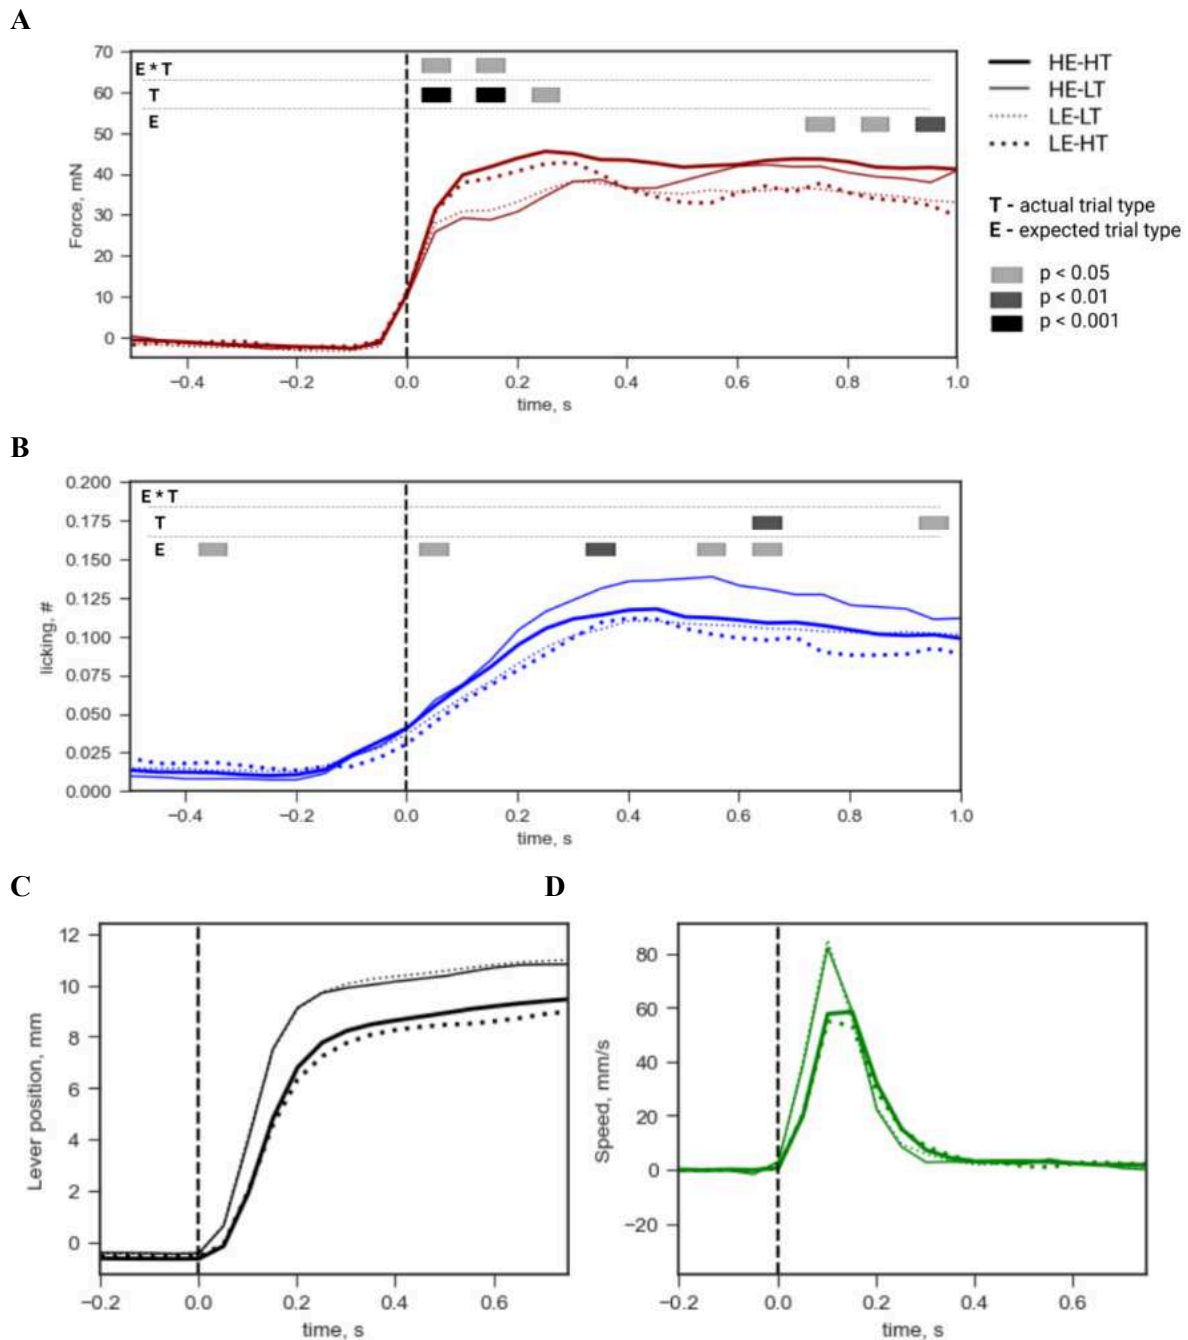 A
70
60
50
40
30
20
10
0
Force, mN
E * T
T
E
−0.4
−0.2
0.0
0.2
0.4
0.6
0.8
1.0
time, s
HE-HT
HE-LT
LE-LT
LE-HT
T - actual trial type
E - expected trial type
p < 0.05
p < 0.01
p < 0.001
B
0.200
0.175
0.150
0.125
0.100
0.075
0.050
0.025
0.000
licking, #
E * T
T
E
−0.4
−0.2
0.0
0.2
0.4
0.6
0.8
1.0
time, s
C
12
10
8
6
4
2
0
Lever position, mm
−0.2
0.0
0.2
0.4
0.6
time, s
D
80
60
40
20
0
−20
Speed, mm/s
−0.2
0.0
0.2
0.4
0.6
time, s